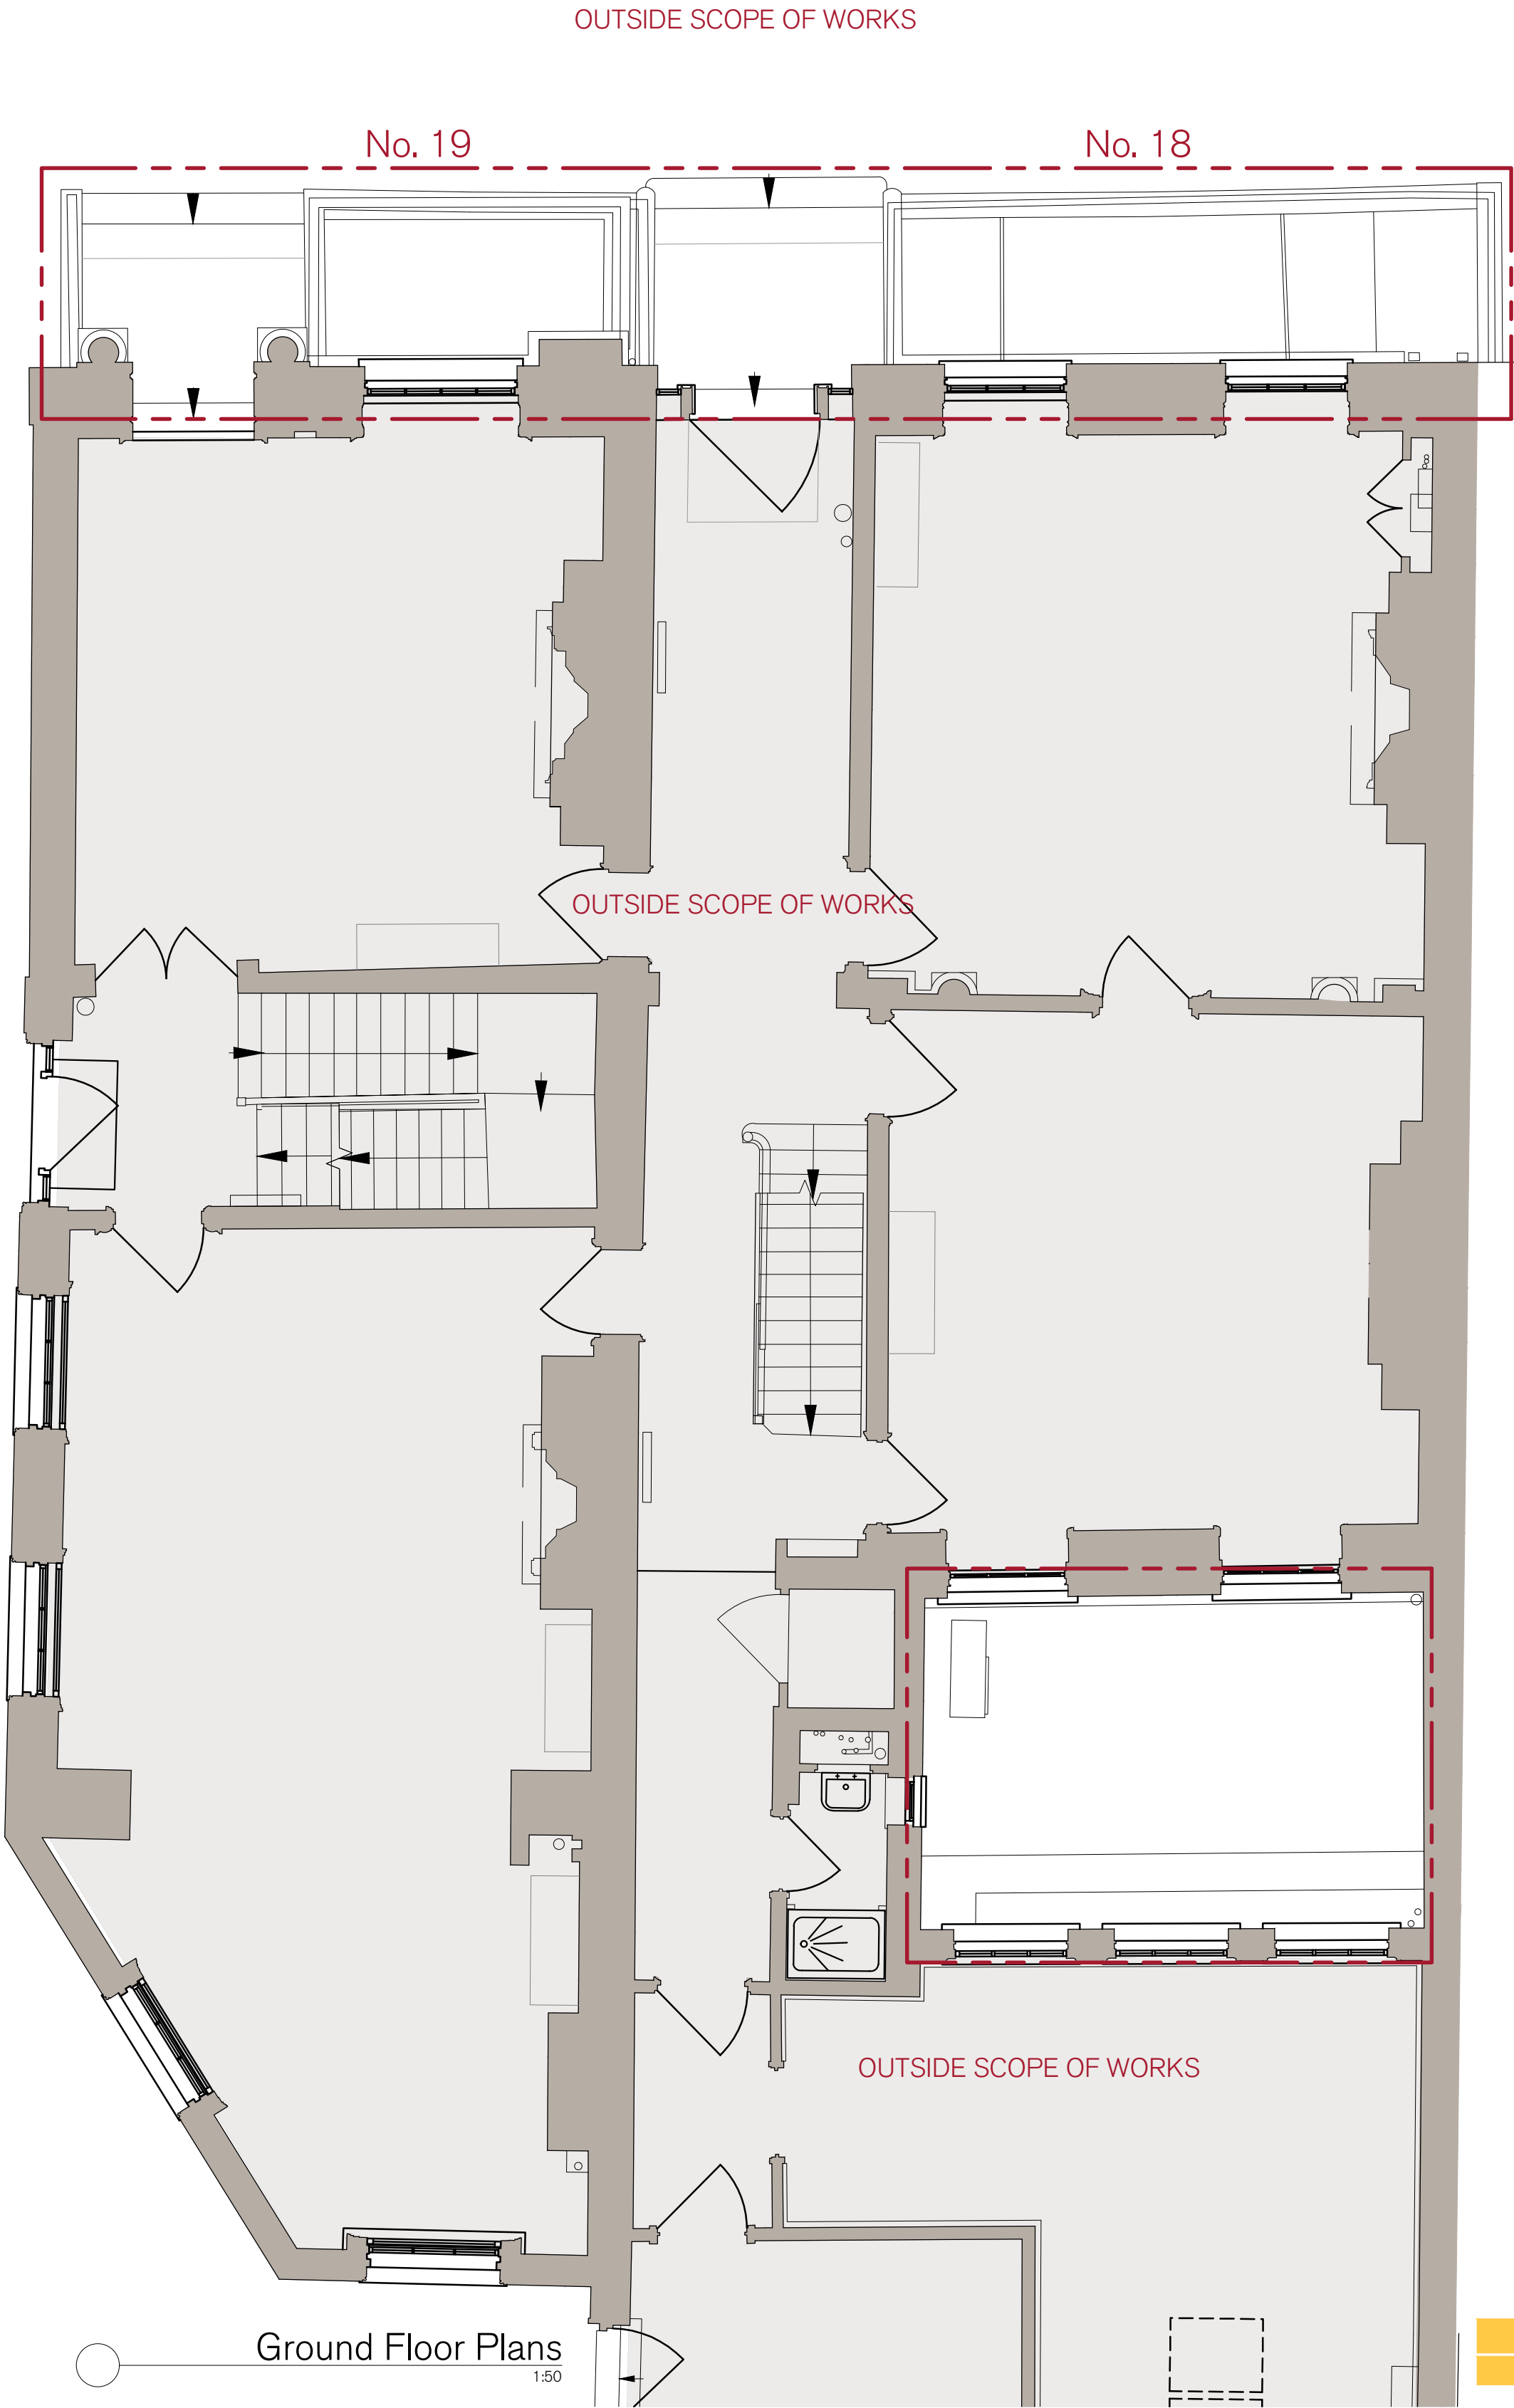 OUTSIDE SCOPE OF WORKS
No. 19
No. 18
OUTSIDE SCOPE OF WORKS
OUTSIDE SCOPE OF WORKS
Ground Floor Plans
1:50